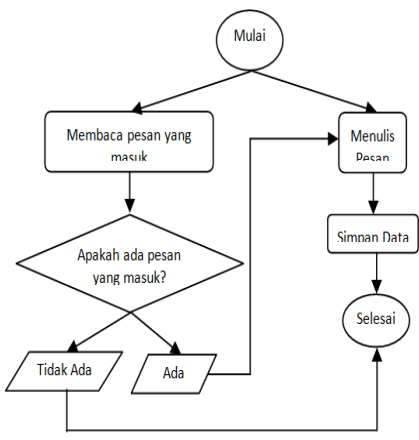 Mulai
Membaca pesan yang
masuk
Menulis
Pesan
Apakah ada pesan
yang masuk?
Simpan Data
Tidak Ada
Ada
Selesai